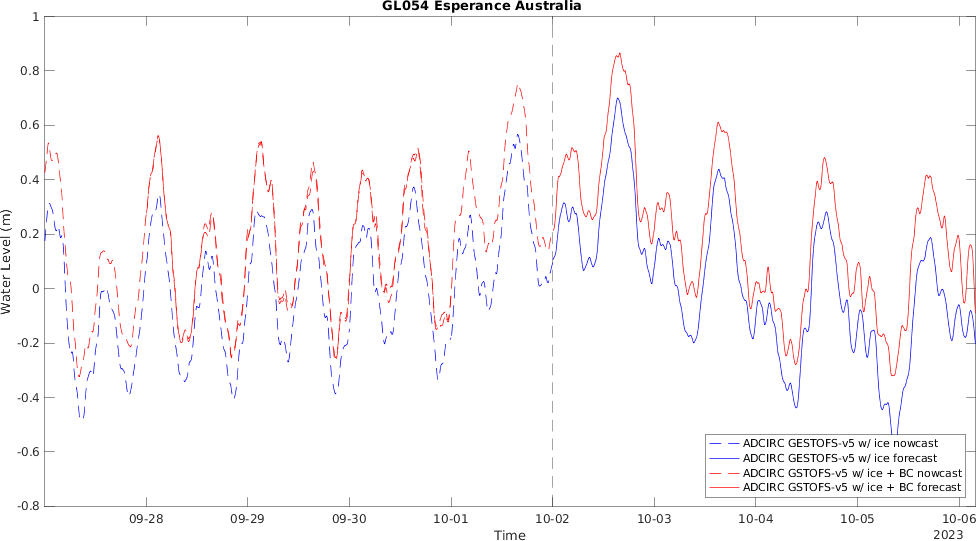 GL054 Esperance Australia
Water Level (m)
1
0.8
0.6
0.4
0.2
0
-0.2
-0.4
-0.6
-0.8
ADCIRC GESTOFS-v5 w/ ice nowcast
ADCIRC GESTOFS-v5 w/ ice forecast
ADCIRC GSTOFS-v5 w/ ice + BC nowcast
ADCIRC GSTOFS-v5 w/ ice + BC forecast
09-28 09-29 09-30 10-01 10-02 10-03 10-04 10-05 10-06
Time
2023